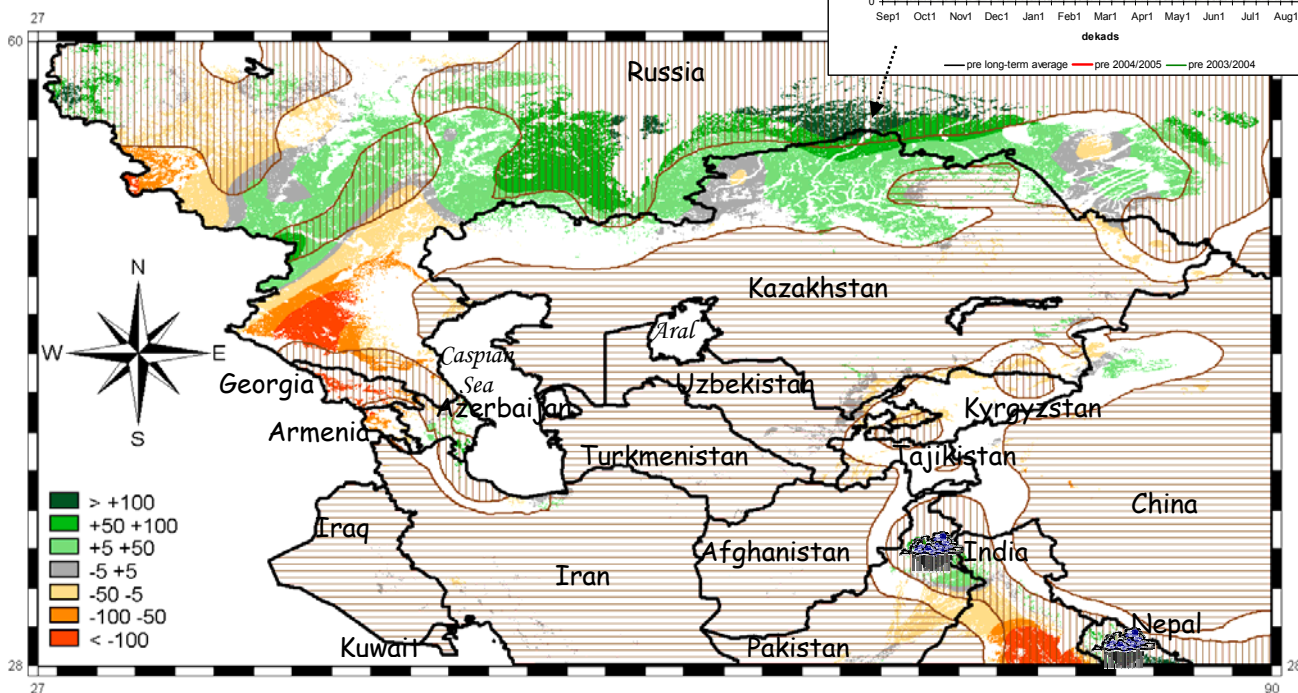 0
Sep1 Oct1 Nov1 Dec1 Jan1 Feb1 Mar1 Apr1 May1 Jun1 Jul1 Aug1
dekads
pre long-term average pre 2004/2005 pre 2003/2004
27
60
Russia
N
W E
S
Kazakhstan
Aral
Caspian
Sea
Georgia
Azerbaijan
Uzbekistan
Kyrgyzstan
Armenia
Turkmenistan
Tajikistan
China
> +100
+50 +100
+5 +50
-5 +5
-50 -5
-100 -50
< -100
Iraq
Afghanistan
India
Iran
Nepal
Kuwait
Pakistan
28
28
27
90